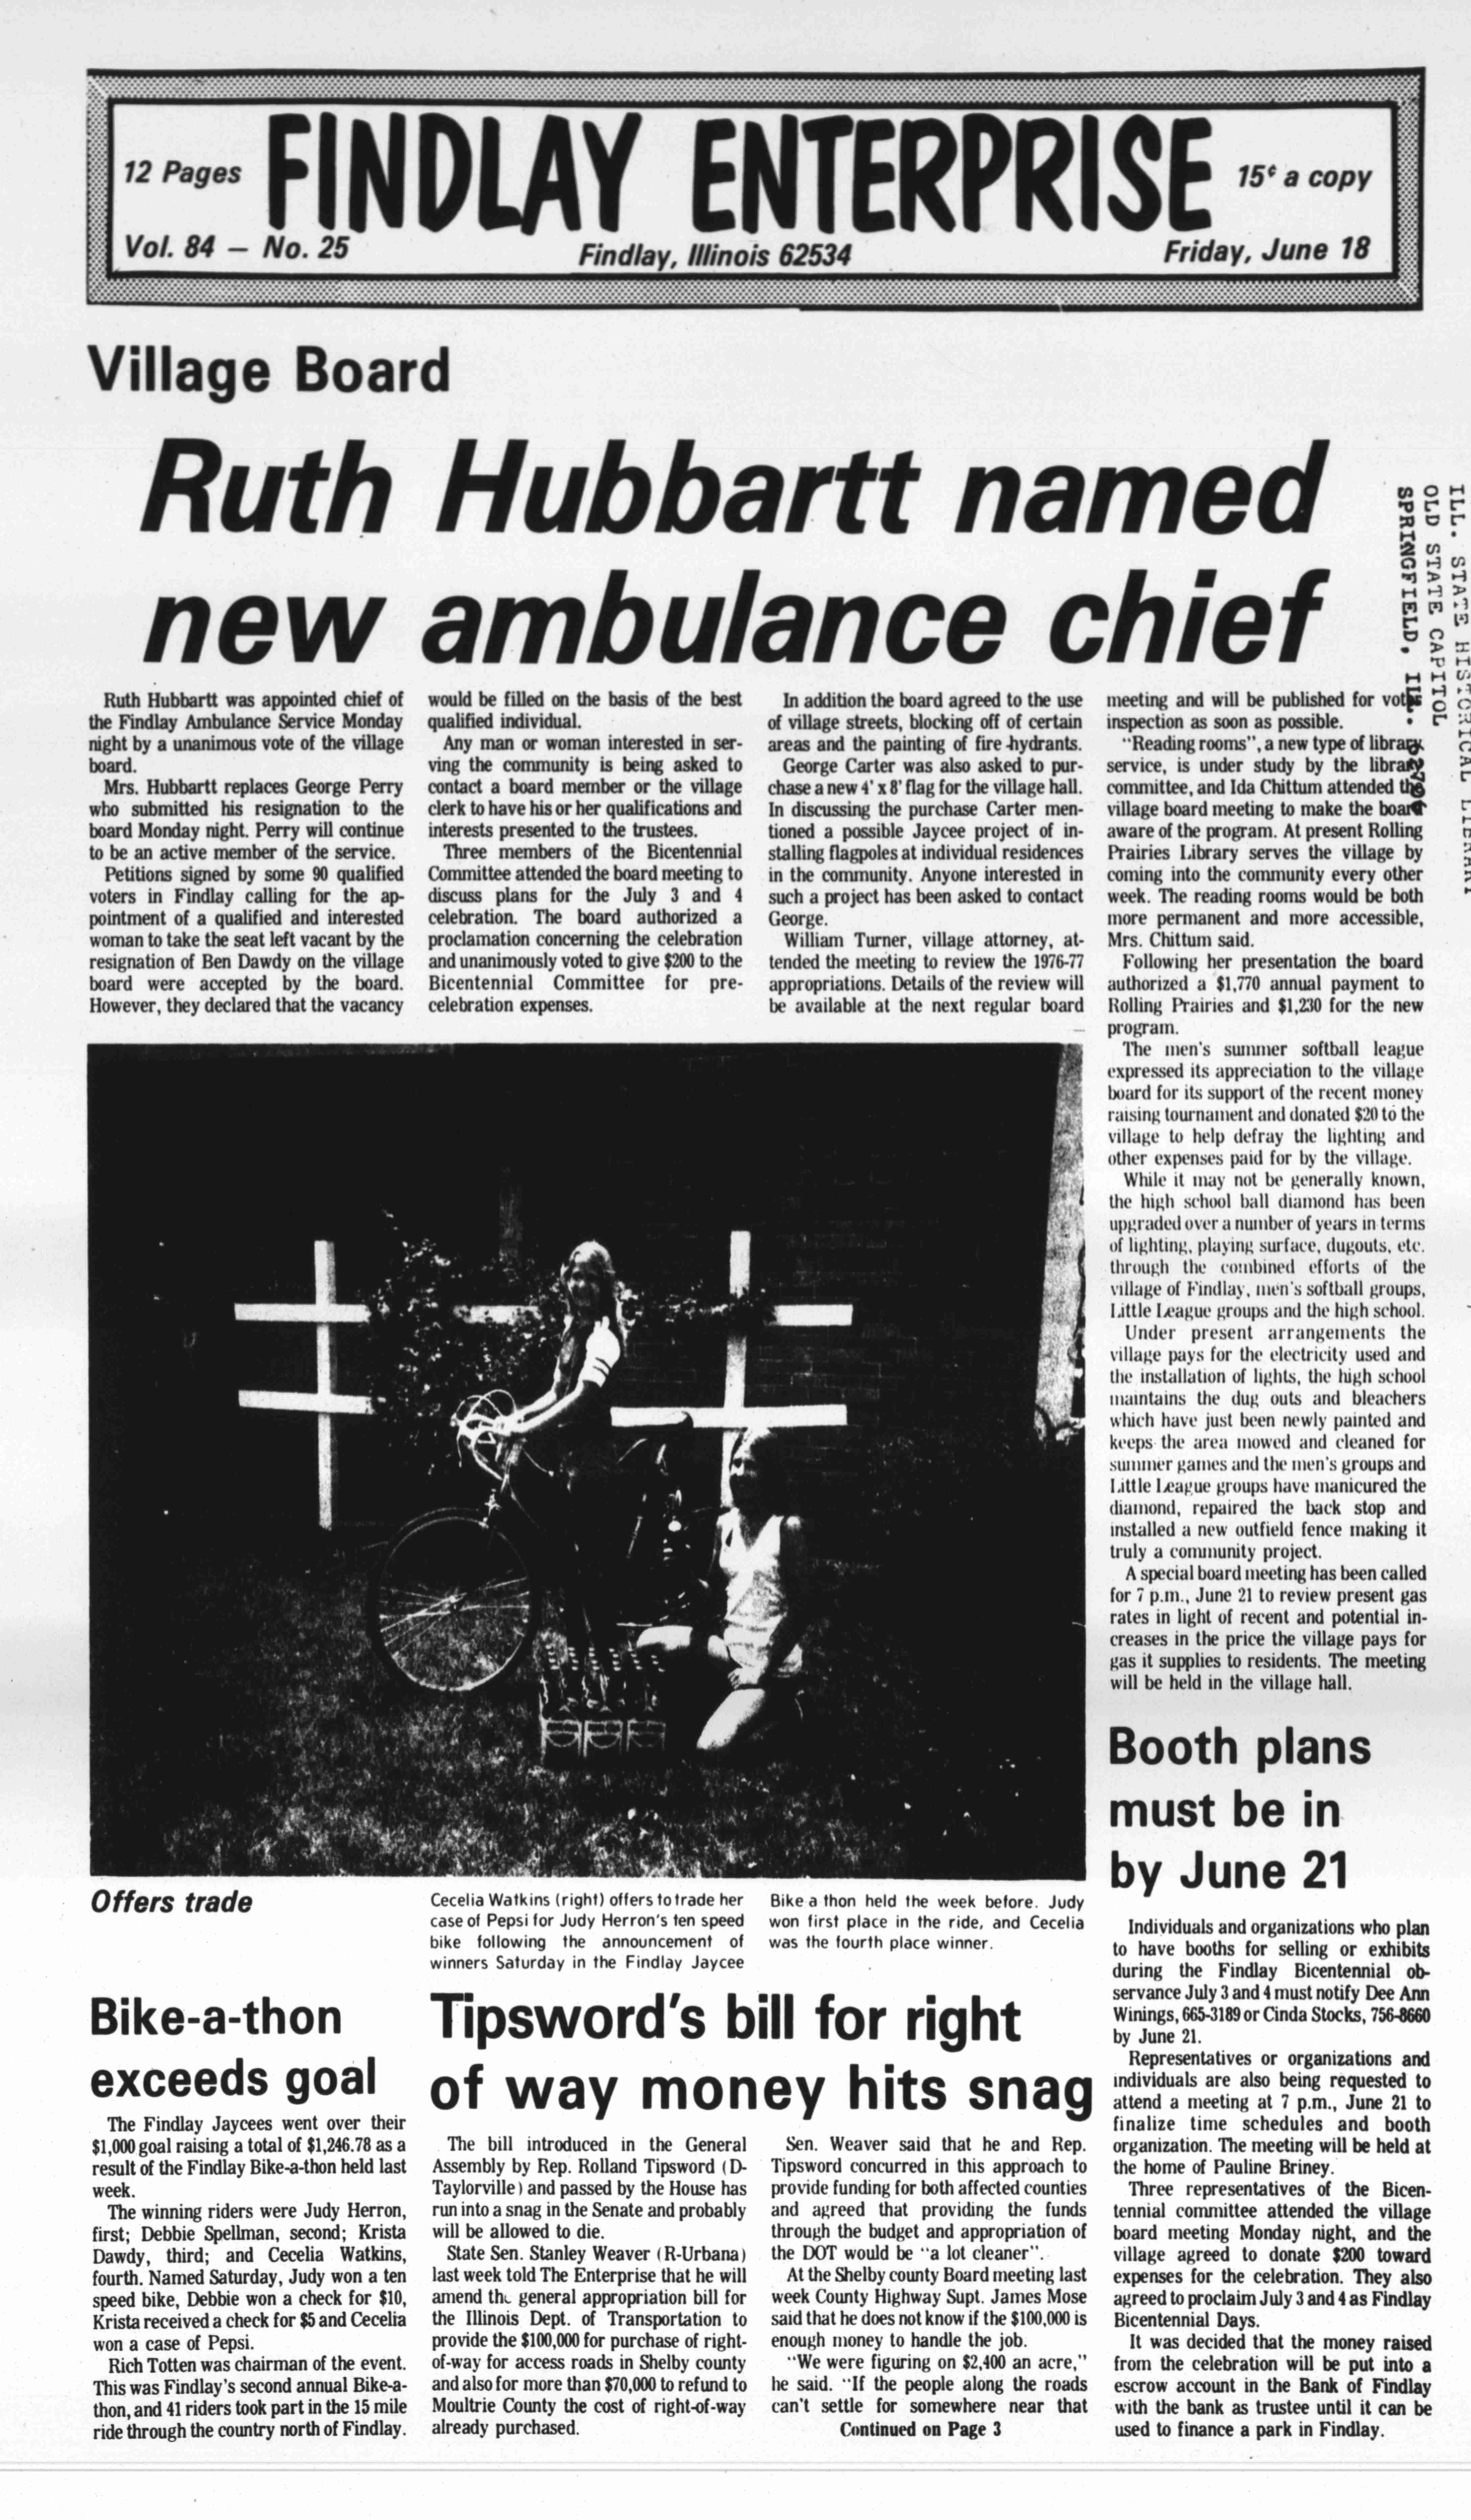 12 Pages
FINDLAY ENTERPRISE
15¢ a copy
Vol. 84 — No. 25
Findlay, Illinois 62534
Friday, June 18
Village Board
Ruth Hubbartt named
new ambulance chief
ILL. STATE HISTORICAL LIBRARY
OLD STATE CAPITOL
SPRINGFIELD, ILL.
Ruth Hubbartt was appointed chief of
the Findlay Ambulance Service Monday
night by a unanimous vote of the village
board.
Mrs. Hubbartt replaces George Perry
who submitted his resignation to the
board Monday night. Perry will continue
to be an active member of the service.
Petitions signed by some 90 qualified
voters in Findlay calling for the ap-
pointment of a qualified and interested
woman to take the seat left vacant by the
resignation of Ben Dawdy on the village
board were accepted by the board.
However, they declared that the vacancy
would be filled on the basis of the best
qualified individual.
Any man or woman interested in ser-
ving the community is being asked to
contact a board member or the village
clerk to have his or her qualifications and
interests presented to the trustees.
Three members of the Bicentennial
Committee attended the board meeting to
discuss plans for the July 3 and 4
celebration. The board authorized a
proclamation concerning the celebration
and unanimously voted to give $200 to the
Bicentennial Committee for pre-
celebration expenses.
In addition the board agreed to the use
of village streets, blocking off of certain
areas and the painting of fire hydrants.
George Carter was also asked to pur-
chase a new 4' x 8' flag for the village hall.
In discussing the purchase Carter men-
tioned a possible Jaycee project of in-
stalling flagpoles at individual residences
in the community. Anyone interested in
such a project has been asked to contact
George.
William Turner, village attorney, at-
tended the meeting to review the 1976-77
appropriations. Details of the review will
be available at the next regular board
meeting and will be published for voter
inspection as soon as possible.
"Reading rooms", a new type of library
service, is under study by the library
committee, and Ida Chittum attended the
village board meeting to make the board
aware of the program. At present Rolling
Prairies Library serves the village by
coming into the community every other
week. The reading rooms would be both
more permanent and more accessible,
Mrs. Chittum said.
Following her presentation the board
authorized a $1,770 annual payment to
Rolling Prairies and $1,230 for the new
program.
The men's summer softball league
expressed its appreciation to the village
board for its support of the recent money
raising tournament and donated $20 to the
village to help defray the lighting and
other expenses paid for by the village.
While it may not be generally known,
the high school ball diamond has been
upgraded over a number of years in terms
of lighting, playing surface, dugouts, etc.
through the combined efforts of the
village of Findlay, men's softball groups,
Little League groups and the high school.
Under present arrangements the
village pays for the electricity used and
the installation of lights, the high school
maintains the dug outs and bleachers
which have just been newly painted and
keeps the area mowed and cleaned for
summer games and the men's groups and
Little League groups have manicured the
diamond, repaired the back stop and
installed a new outfield fence making it
truly a community project.
A special board meeting has been called
for 7 p.m., June 21 to review present gas
rates in light of recent and potential in-
creases in the price the village pays for
gas it supplies to residents. The meeting
will be held in the village hall.
Offers trade
Cecelia Watkins (right) offers to trade her
case of Pepsi for Judy Herron's ten speed
bike following the announcement of
winners Saturday in the Findlay Jaycee
Bike a thon held the week before. Judy
won first place in the ride, and Cecelia
was the fourth place winner.
Bike-a-thon
exceeds goal
The Findlay Jaycees went over their
$1,000 goal raising a total of $1,246.78 as a
result of the Findlay Bike-a-thon held last
week.
The winning riders were Judy Herron,
first; Debbie Spellman, second; Krista
Dawdy, third; and Cecelia Watkins,
fourth. Named Saturday, Judy won a ten
speed bike, Debbie won a check for $10,
Krista received a check for $5 and Cecelia
won a case of Pepsi.
Rich Totten was chairman of the event.
This was Findlay's second annual Bike-a-
thon, and 41 riders took part in the 15 mile
ride through the country north of Findlay.
Tipsword's bill for right
of way money hits snag
The bill introduced in the General
Assembly by Rep. Rolland Tipsword (D-
Taylorville) and passed by the House has
run into a snag in the Senate and probably
will be allowed to die.
State Sen. Stanley Weaver (R-Urbana)
last week told The Enterprise that he will
amend the general appropriation bill for
the Illinois Dept. of Transportation to
provide the $100,000 for purchase of right-
of-way for access roads in Shelby county
and also for more than $70,000 to refund to
Moultrie County the cost of right-of-way
already purchased.
Sen. Weaver said that he and Rep.
Tipsword concurred in this approach to
provide funding for both affected counties
and agreed that providing the funds
through the budget and appropriation of
the DOT would be "a lot cleaner".
At the Shelby county Board meeting last
week County Highway Supt. James Mose
said that he does not know if the $100,000 is
enough money to handle the job.
"We were figuring on $2,400 an acre,"
he said. "If the people along the roads
can't settle for somewhere near that
Continued on Page 3
Booth plans
must be in
by June 21
Individuals and organizations who plan
to have booths for selling or exhibits
during the Findlay Bicentennial ob-
servance July 3 and 4 must notify Dee Ann
Winings, 665-3189 or Cinda Stocks, 756-8660
by June 21.
Representatives or organizations and
individuals are also being requested to
attend a meeting at 7 p.m., June 21 to
finalize time schedules and booth
organization. The meeting will be held at
the home of Pauline Briney.
Three representatives of the Bicen-
tennial committee attended the village
board meeting Monday night, and the
village agreed to donate $200 toward
expenses for the celebration. They also
agreed to proclaim July 3 and 4 as Findlay
Bicentennial Days.
It was decided that the money raised
from the celebration will be put into a
escrow account in the Bank of Findlay
with the bank as trustee until it can be
used to finance a park in Findlay.